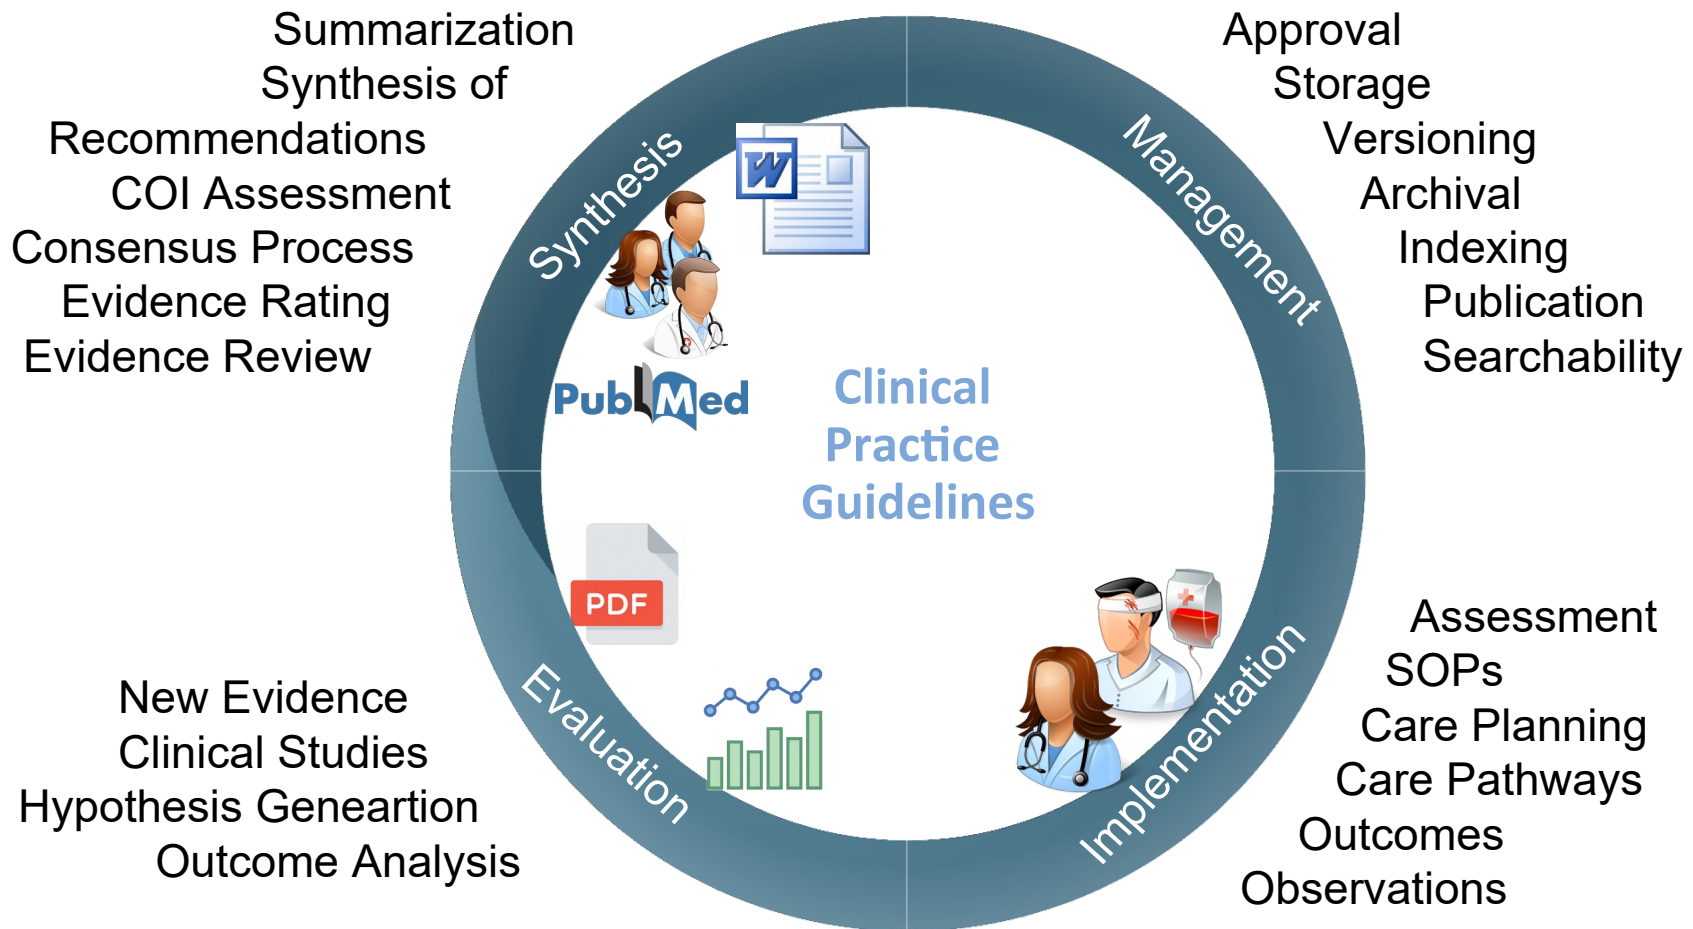 Summarization
Synthesis of
Recommendations
COI Assessment
Consensus Process
Evidence Rating
Evidence Review
Synthesis
W
PubMed
Approval
Storage
Versioning
Archival
Indexing
Publication
Searchability
Management
Clinical
Practice
Guidelines
PDF
New Evidence
Clinical Studies
Hypothesis Geneartion
Outcome Analysis
Evaluation
Implementation
Assessment
SOPs
Care Planning
Care Pathways
Outcomes
Observations